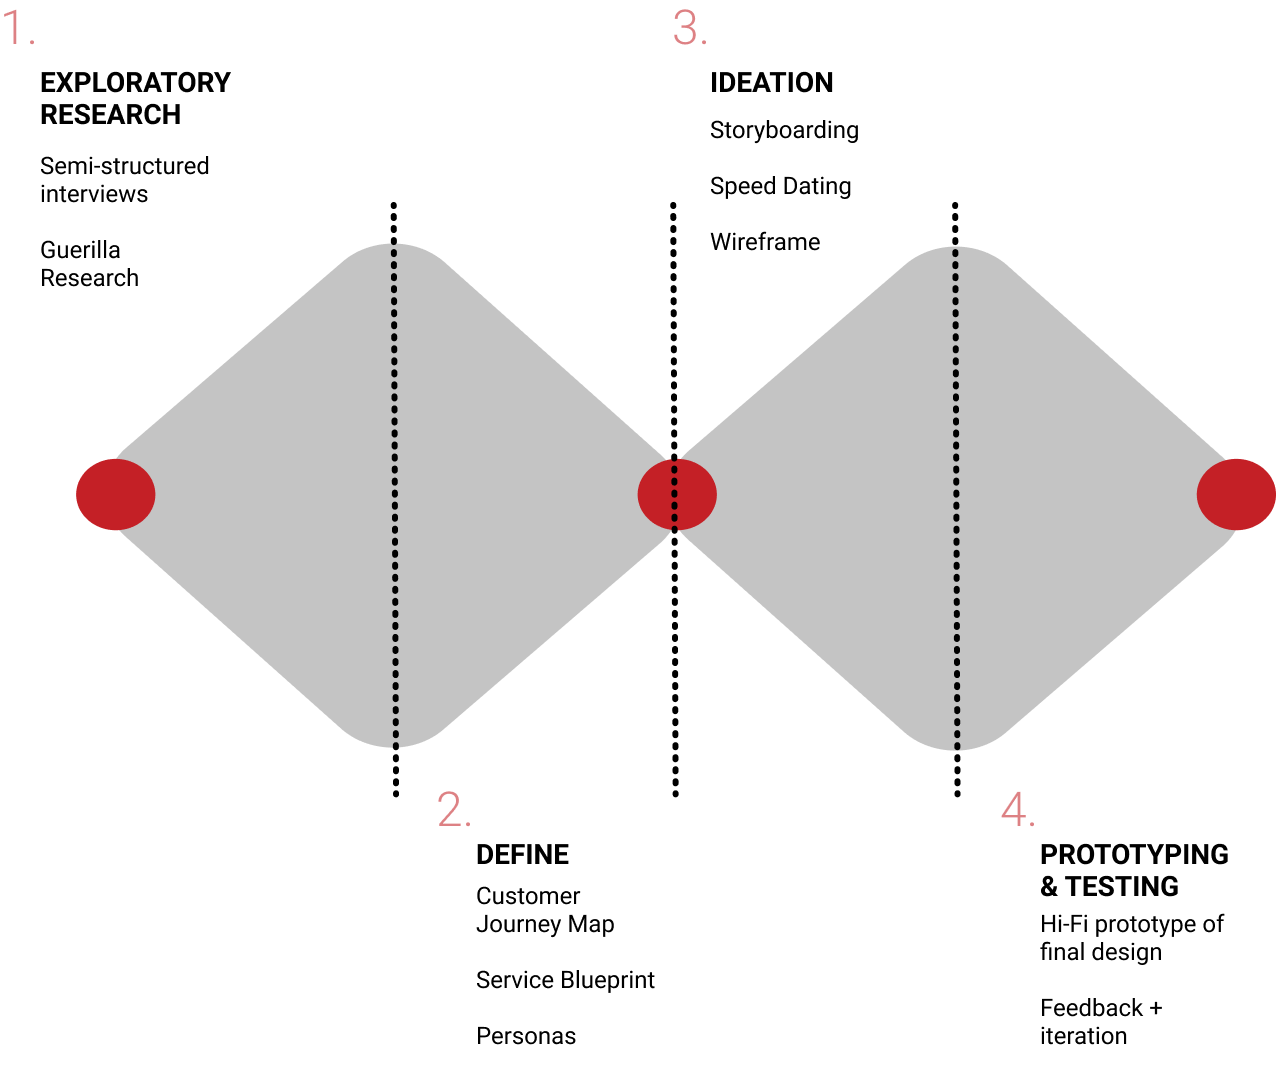 1.
EXPLORATORY
RESEARCH
Semi-structured
interviews
Guerilla
Research
2.
DEFINE
Customer
Journey Map
Service Blueprint
Personas
3.
IDEATION
Storyboarding
Speed Dating
Wireframe
4.
PROTOTYPING
& TESTING
Hi-Fi prototype of
final design
Feedback +
iteration